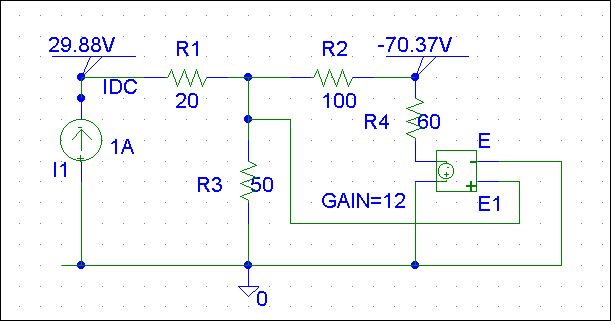 29.88V
R1
R2
-70.37V
IDC
20
100
R4
60
E
I1
1A
R3
50
GAIN=12
E1
0